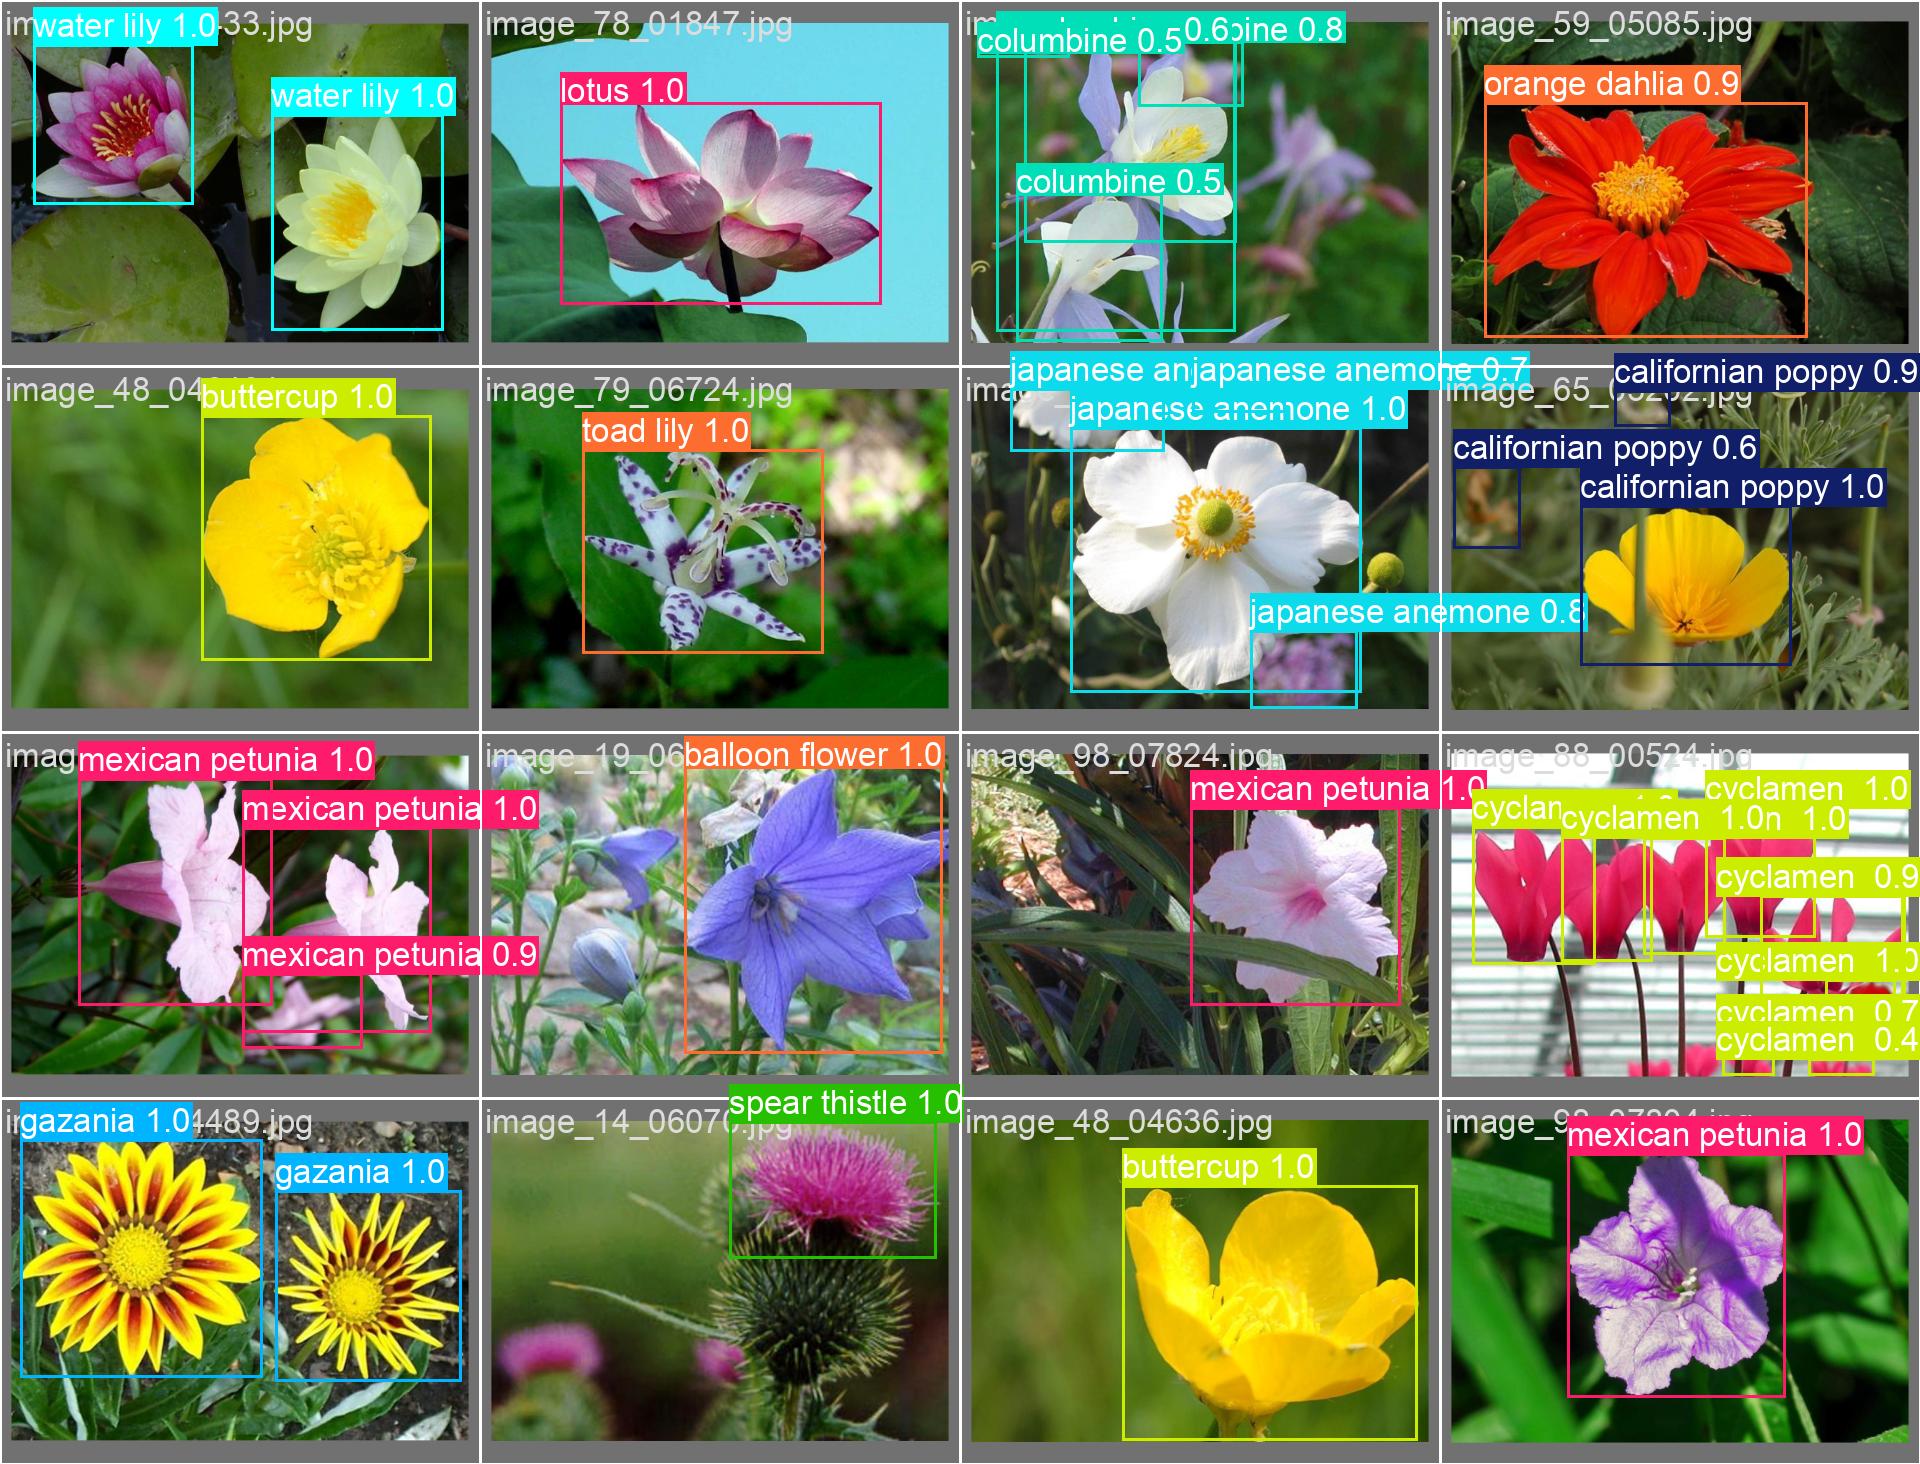 water lily 1.0
33.jpg
water lily 1.0
image_78_01847.jpg
lotus 1.0
columbine 0.5
0.6
bine 0.8
columbine 0.5
image_59_05085.jpg
orange dahlia 0.9
image_48_04
buttercup 1.0
image_79_06724.jpg
toad lily 1.0
japanese an
japanese anemone 0.7
japanese anemone 1.0
japanese anemone 0.8
image_65_
californian poppy 0.9
californian poppy 0.6
californian poppy 1.0
imag
mexican petunia 1.0
mexican petunia 1.0
mexican petunia 0.9
image_19_06
balloon flower 1.0
image_98_07824.jpg
mexican petunia 1.0
image_88_00524.jpg
cyclamen 1.0
cyclam
cyclamen 1.0
n 1.0
cyclamen 0.9
cyclamen 1.0
cyclamen 0.7
cyclamen 0.4
gazania 1.0
4489.jpg
gazania 1.0
image_14_06070.jpg
spear thistle 1.0
image_48_04636.jpg
buttercup 1.0
mexican petunia 1.0